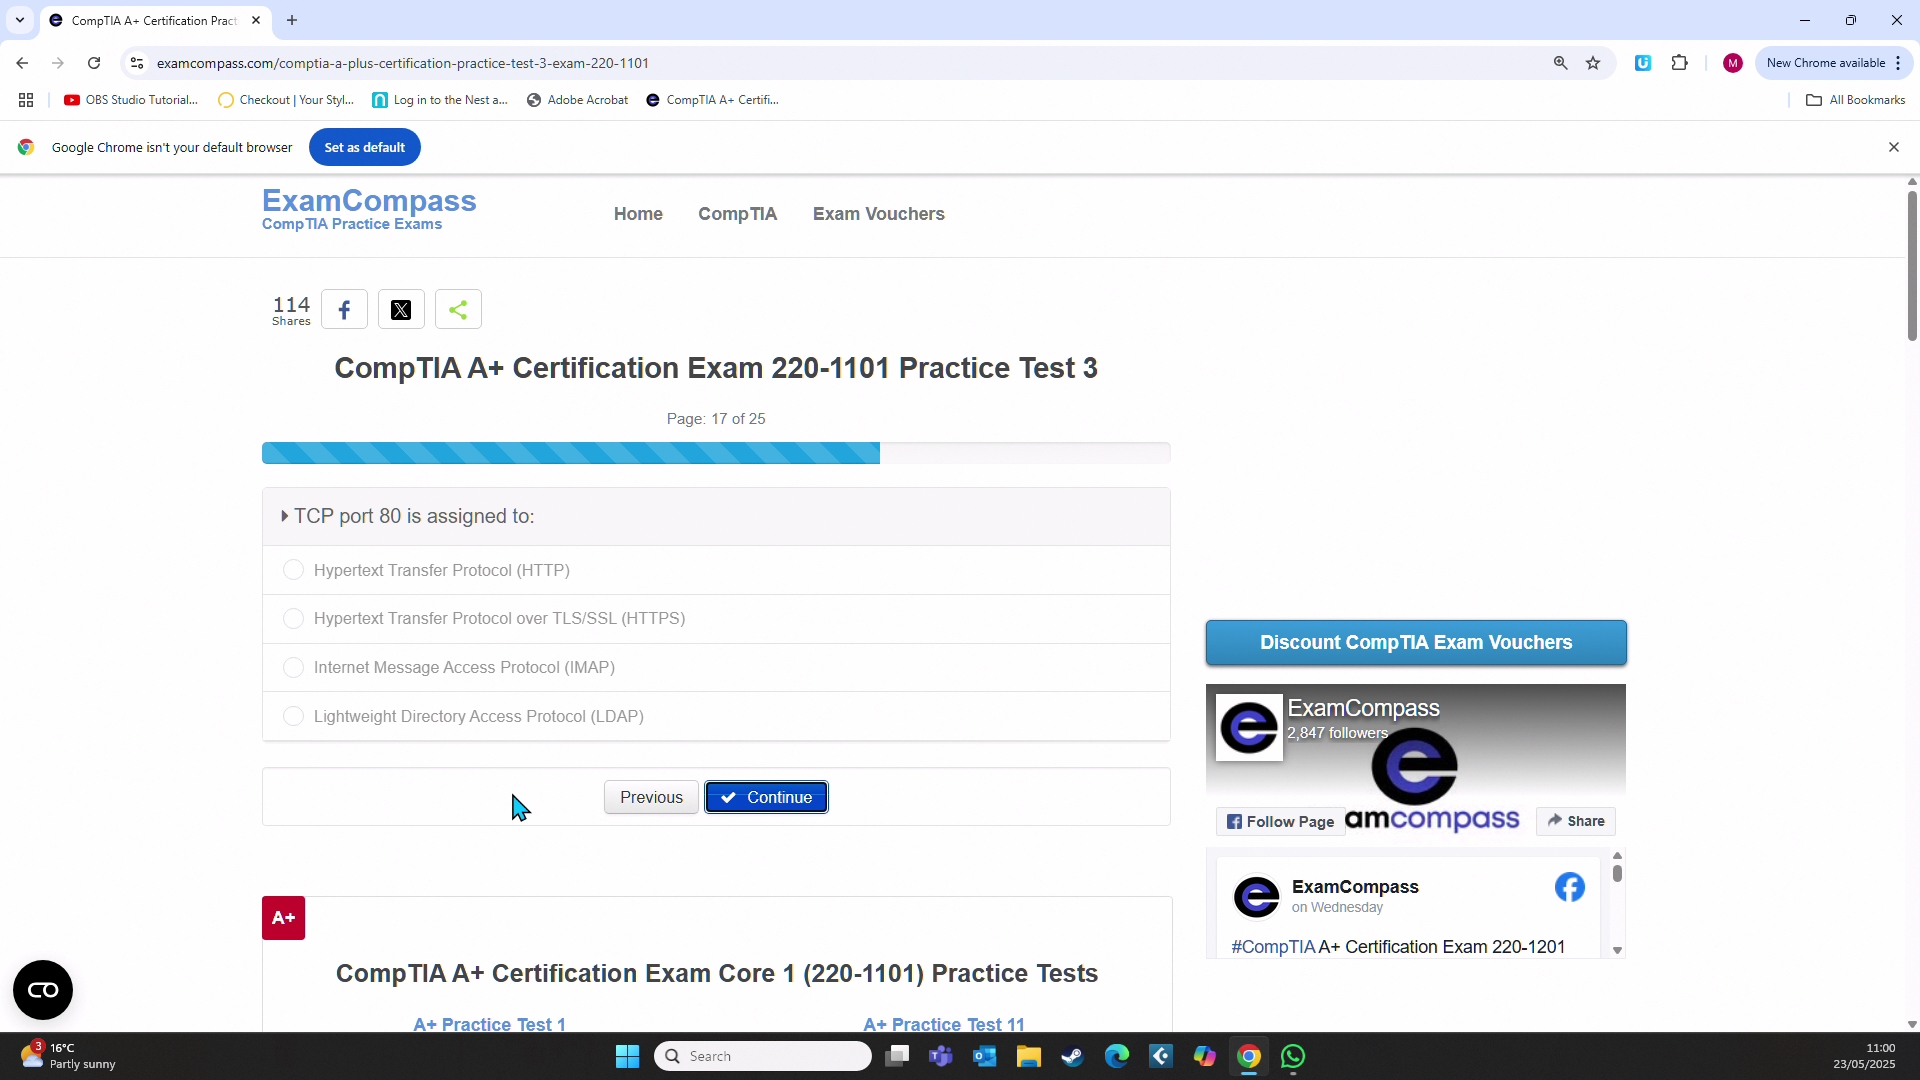 CompTIA A+ Certification Pract
examcompass.com/comptia-a-plus-certification-practice-test-3-exam-220-1101
M
New Chrome available
OBS Studio Tutorial...
Checkout | Your Styl...
Log in to the Nest a...
Adobe Acrobat
CompTIA A+ Certifi...
All Bookmarks
Google Chrome isn't your default browser
Set as default
ExamCompass
CompTIA Practice Exams
Home
CompTIA
Exam Vouchers
114
Shares
CompTIA A+ Certification Exam 220-1101 Practice Test 3
Page: 17 of 25
TCP port 80 is assigned to:
Hypertext Transfer Protocol (HTTP)
Hypertext Transfer Protocol over TLS/SSL (HTTPS)
Internet Message Access Protocol (IMAP)
Lightweight Directory Access Protocol (LDAP)
Previous
Continue
Discount CompTIA Exam Vouchers
ExamCompass
2,847 followers
Follow Page
amcompass
Share
ExamCompass
on Wednesday
#CompTIA A+ Certification Exam 220-1201
A+
CompTIA A+ Certification Exam Core 1 (220-1101) Practice Tests
A+ Practice Test 1
A+ Practice Test 11
3
16°C
Partly sunny
Search
11:00
23/05/2025